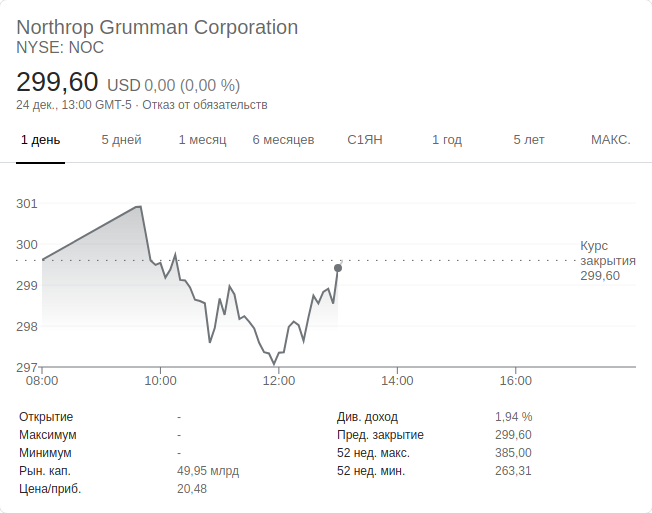 Northrop Grumman Corporation
NYSE: NOC
299,60 USD 0,00 (0,00 %)
24 дек., 13:00 GMT-5 · Отказ от обязательств
1 день 5 дней 1 месяц 6 месяцев С1ЯН 1 год 5 лет МАКС.
301
300
299
298
297
Курс
закрытия
299,60
08:00 10:00 12:00 14:00 16:00
Открытие - Див. доход 1,94 %
Максимум - Пред. закрытие 299,60
Минимум - 52 нед. макс. 385,00
Рын. кап. 49,95 млрд 52 нед. мин. 263,31
Цена/приб. 20,48